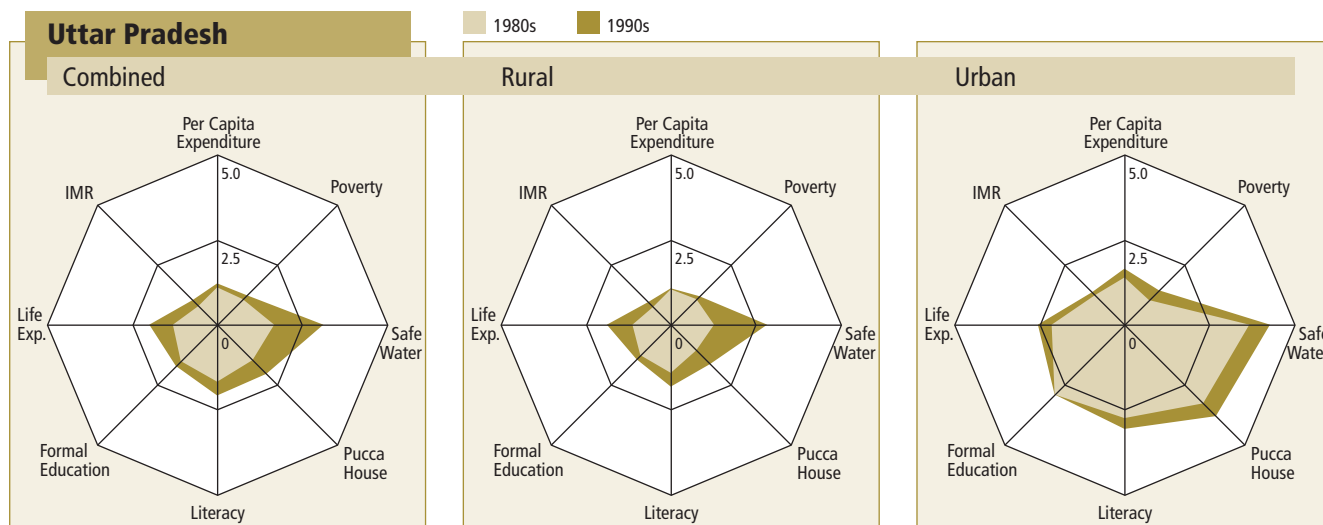 Uttar Pradesh
1980s
1990s
Combined
Rural
Urban
Per Capita
Expenditure
IMR
5.0
Poverty
2.5
Life
Exp.
0
Safe
Water
Formal
Education
Pucca
House
Literacy
Per Capita
Expenditure
IMR
5.0
Poverty
2.5
Life
Exp.
0
Safe
Water
Formal
Education
Pucca
House
Literacy
Per Capita
Expenditure
IMR
5.0
Poverty
2.5
Life
Exp.
0
Safe
Water
Formal
Education
Pucca
House
Literacy